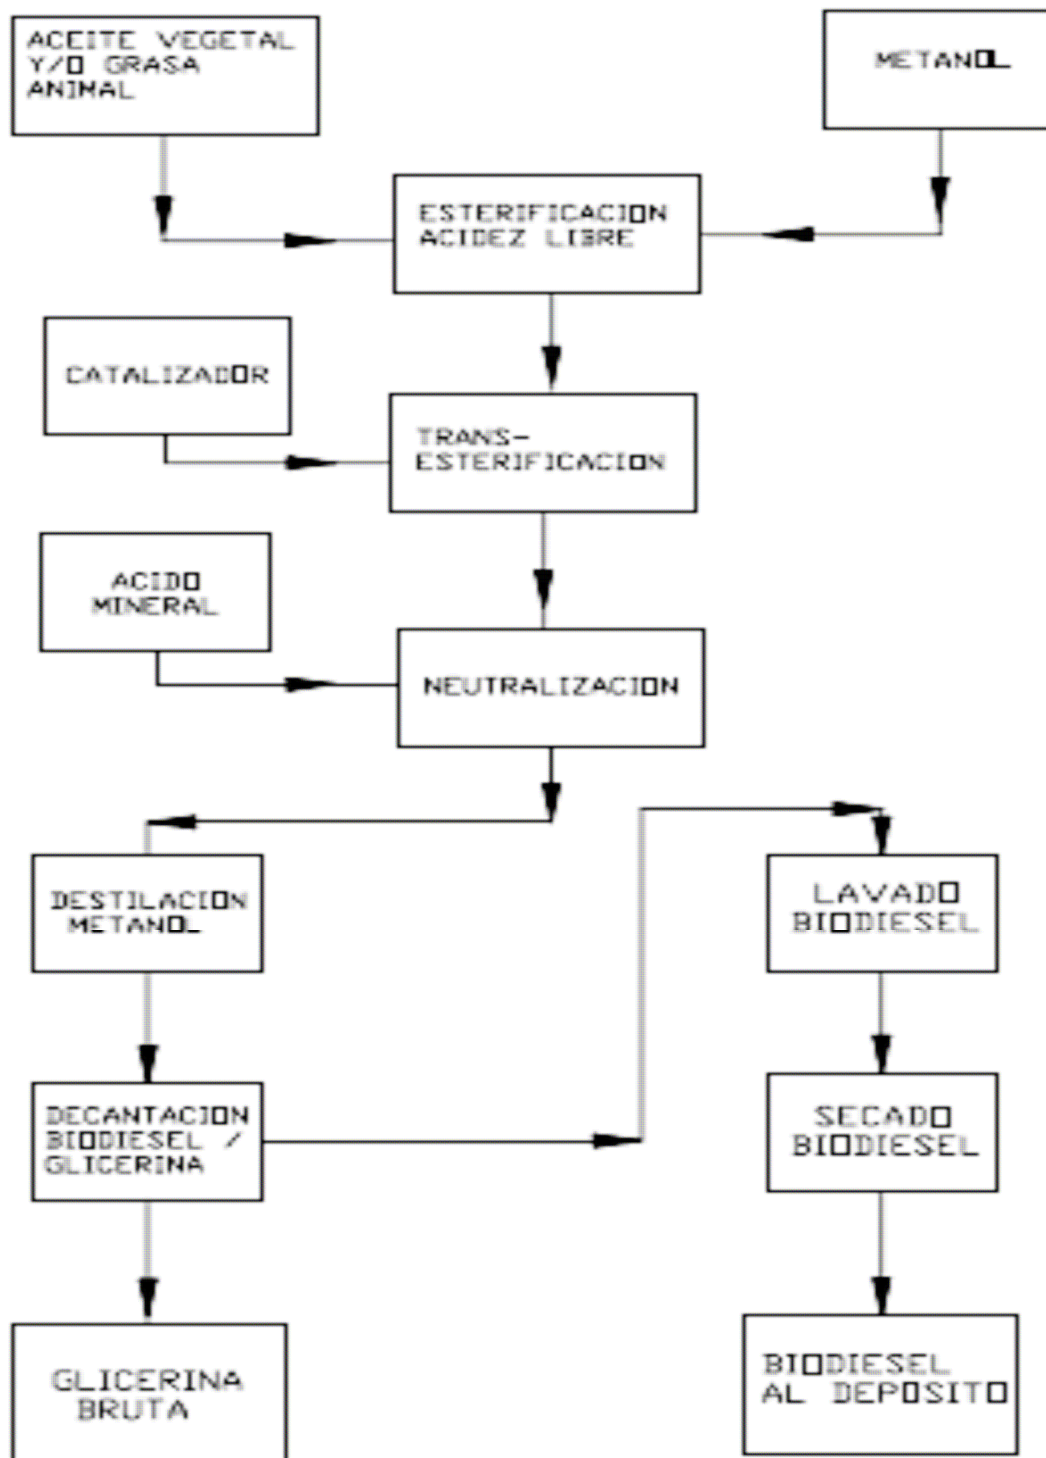 ACEITE VEGETAL
Y/O GRASA
ANIMAL
METANOL
ESTERIFICACION
ACIDEZ LIBRE
CATALIZADOR
TRANS-
ESTERIFICACION
ACIDO
MINERAL
NEUTRALIZACION
DESTILACION
METANOL
LAVADO
BIODIESEL
DECANTACION
BIODIESEL /
GLICERINA
SECADO
BIODIESEL
GLICERINA
BRUTA
BIODIESEL
AL DEPOSITO